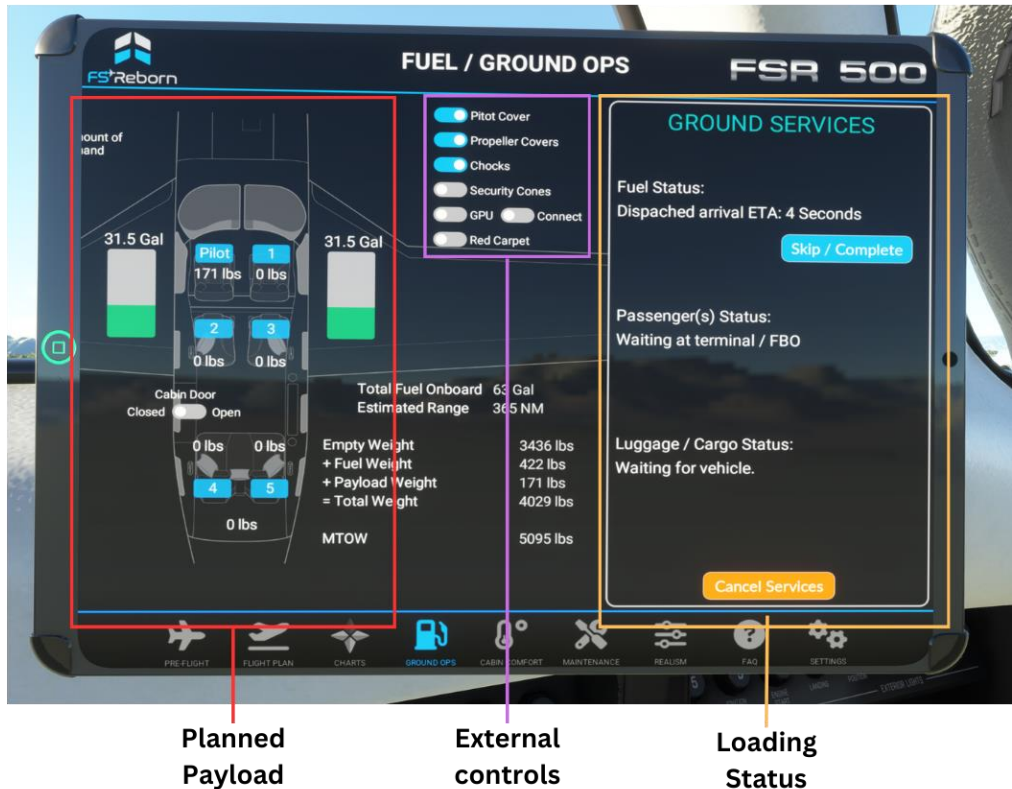 FS Reborn
FUEL / GROUND OPS
FSR 500
ount of
and
31.5 Gal
31.5 Gal
Pilot
171 lbs
1
0 lbs
2
0 lbs
3
0 lbs
Cabin Door
Closed
Open
0 lbs
0 lbs
4
5
0 lbs
Pitot Cover
Propeller Covers
Chocks
Security Cones
GPU
Connect
Red Carpet
Total Fuel Onboard 63 Gal
Estimated Range 365 NM
Empty Weight 3436 lbs
+ Fuel Weight 422 lbs
+ Payload Weight 171 lbs
= Total Weight 4029 lbs
MTOW 5095 lbs
GROUND SERVICES
Fuel Status:
Dispached arrival ETA: 4 Seconds
Skip / Complete
Passenger(s) Status:
Waiting at terminal / FBO
Luggage / Cargo Status:
Waiting for vehicle.
Cancel Services
PRE-FLIGHT
FLIGHT PLAN
CHARTS
GROUND OPS
CABIN COMFORT
MAINTENANCE
REALISM
FAQ
SETTINGS
5
LANDING
POSITION
EXTERIOR LIGHTS
Planned
Payload
External
controls
Loading
Status